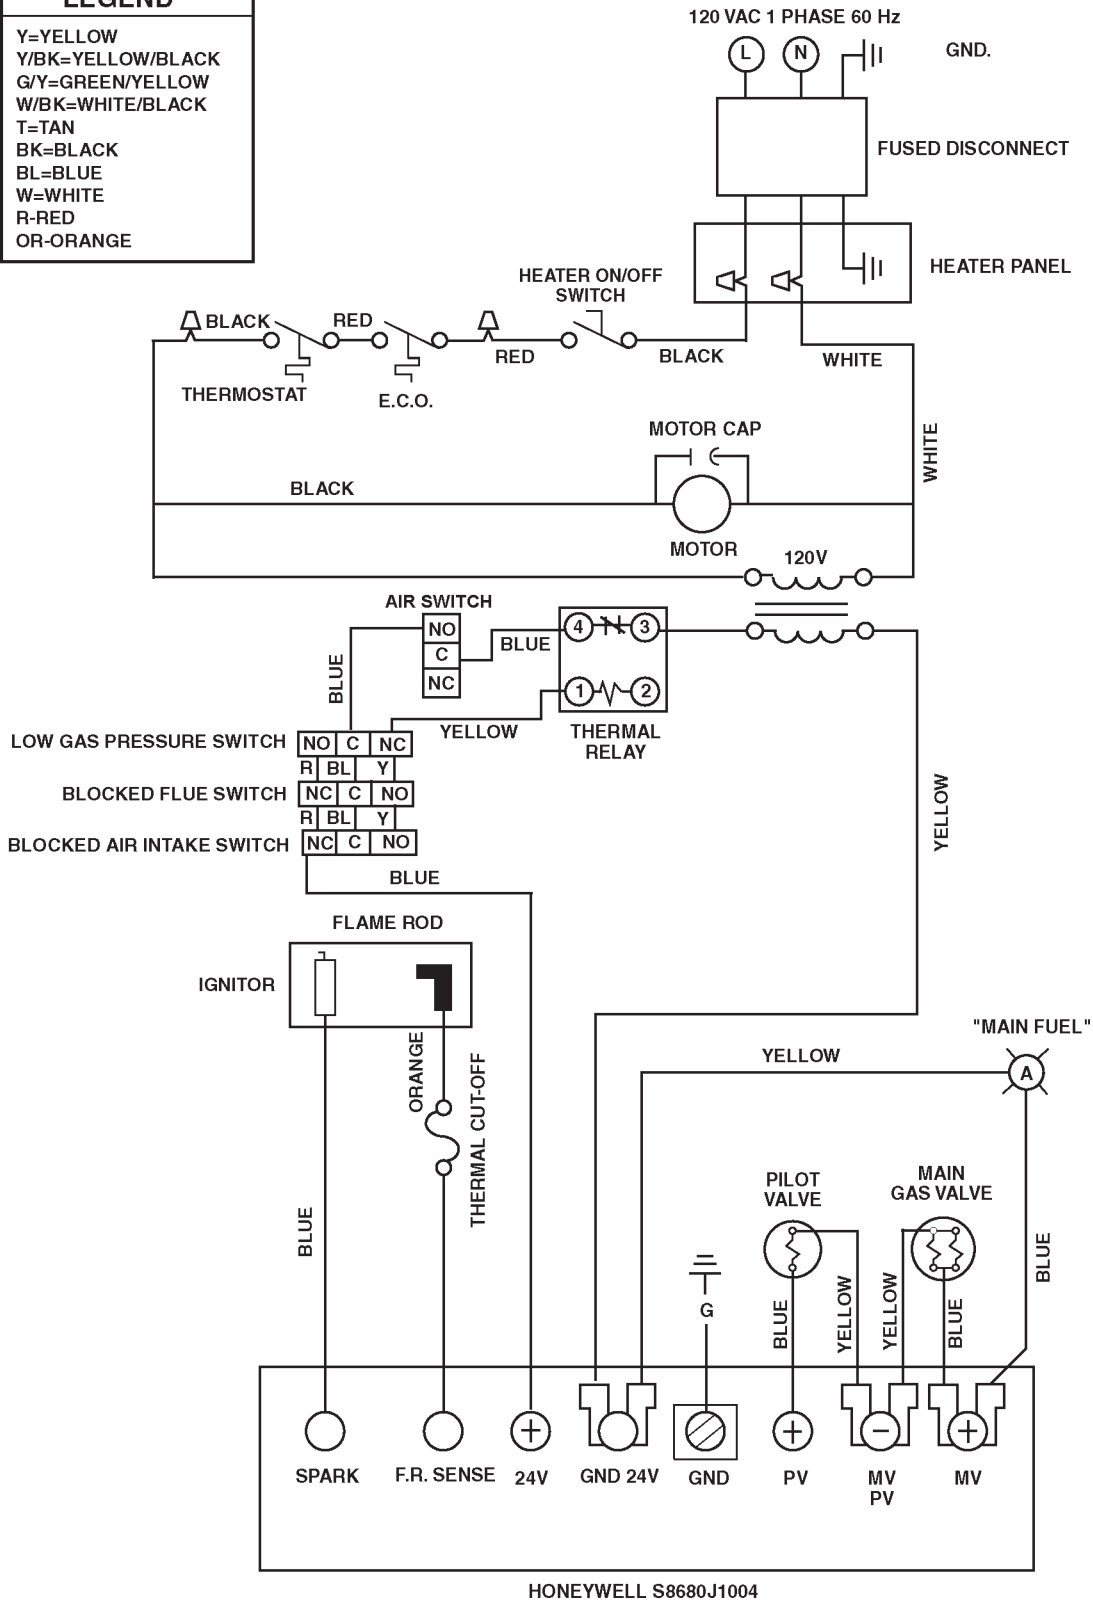 LEGEND
Y=YELLOW
Y/BK=YELLOW/BLACK
G/Y=GREEN/YELLOW
W/BK=WHITE/BLACK
T=TAN
BK=BLACK
BL=BLUE
W=WHITE
R-RED
OR-ORANGE
120 VAC 1 PHASE 60 Hz
L N
GND.
FUSED DISCONNECT
HEATER PANEL
HEATER ON/OFF
SWITCH
BLACK
RED
RED
BLACK
WHITE
THERMOSTAT
E.C.O.
WHITE
MOTOR CAP
BLACK
MOTOR
120V
AIR SWITCH
NO
C
NC
BLUE
BLUE
4 3
1 2
THERMAL
RELAY
YELLOW
LOW GAS PRESSURE SWITCH
NO C NC
R BL Y
BLOCKED FLUE SWITCH
NC C NO
R BL Y
BLOCKED AIR INTAKE SWITCH
NC C NO
BLUE
YELLOW
FLAME ROD
IGNITOR
"MAIN FUEL"
A
YELLOW
ORANGE
THERMAL CUT-OFF
PILOT
VALVE
MAIN
GAS VALVE
BLUE
G
BLUE
YELLOW
YELLOW
BLUE
BLUE
+
+
−
+
SPARK
F.R. SENSE
24V
GND 24V
GND
PV
MV
PV
MV
HONEYWELL S8680J1004